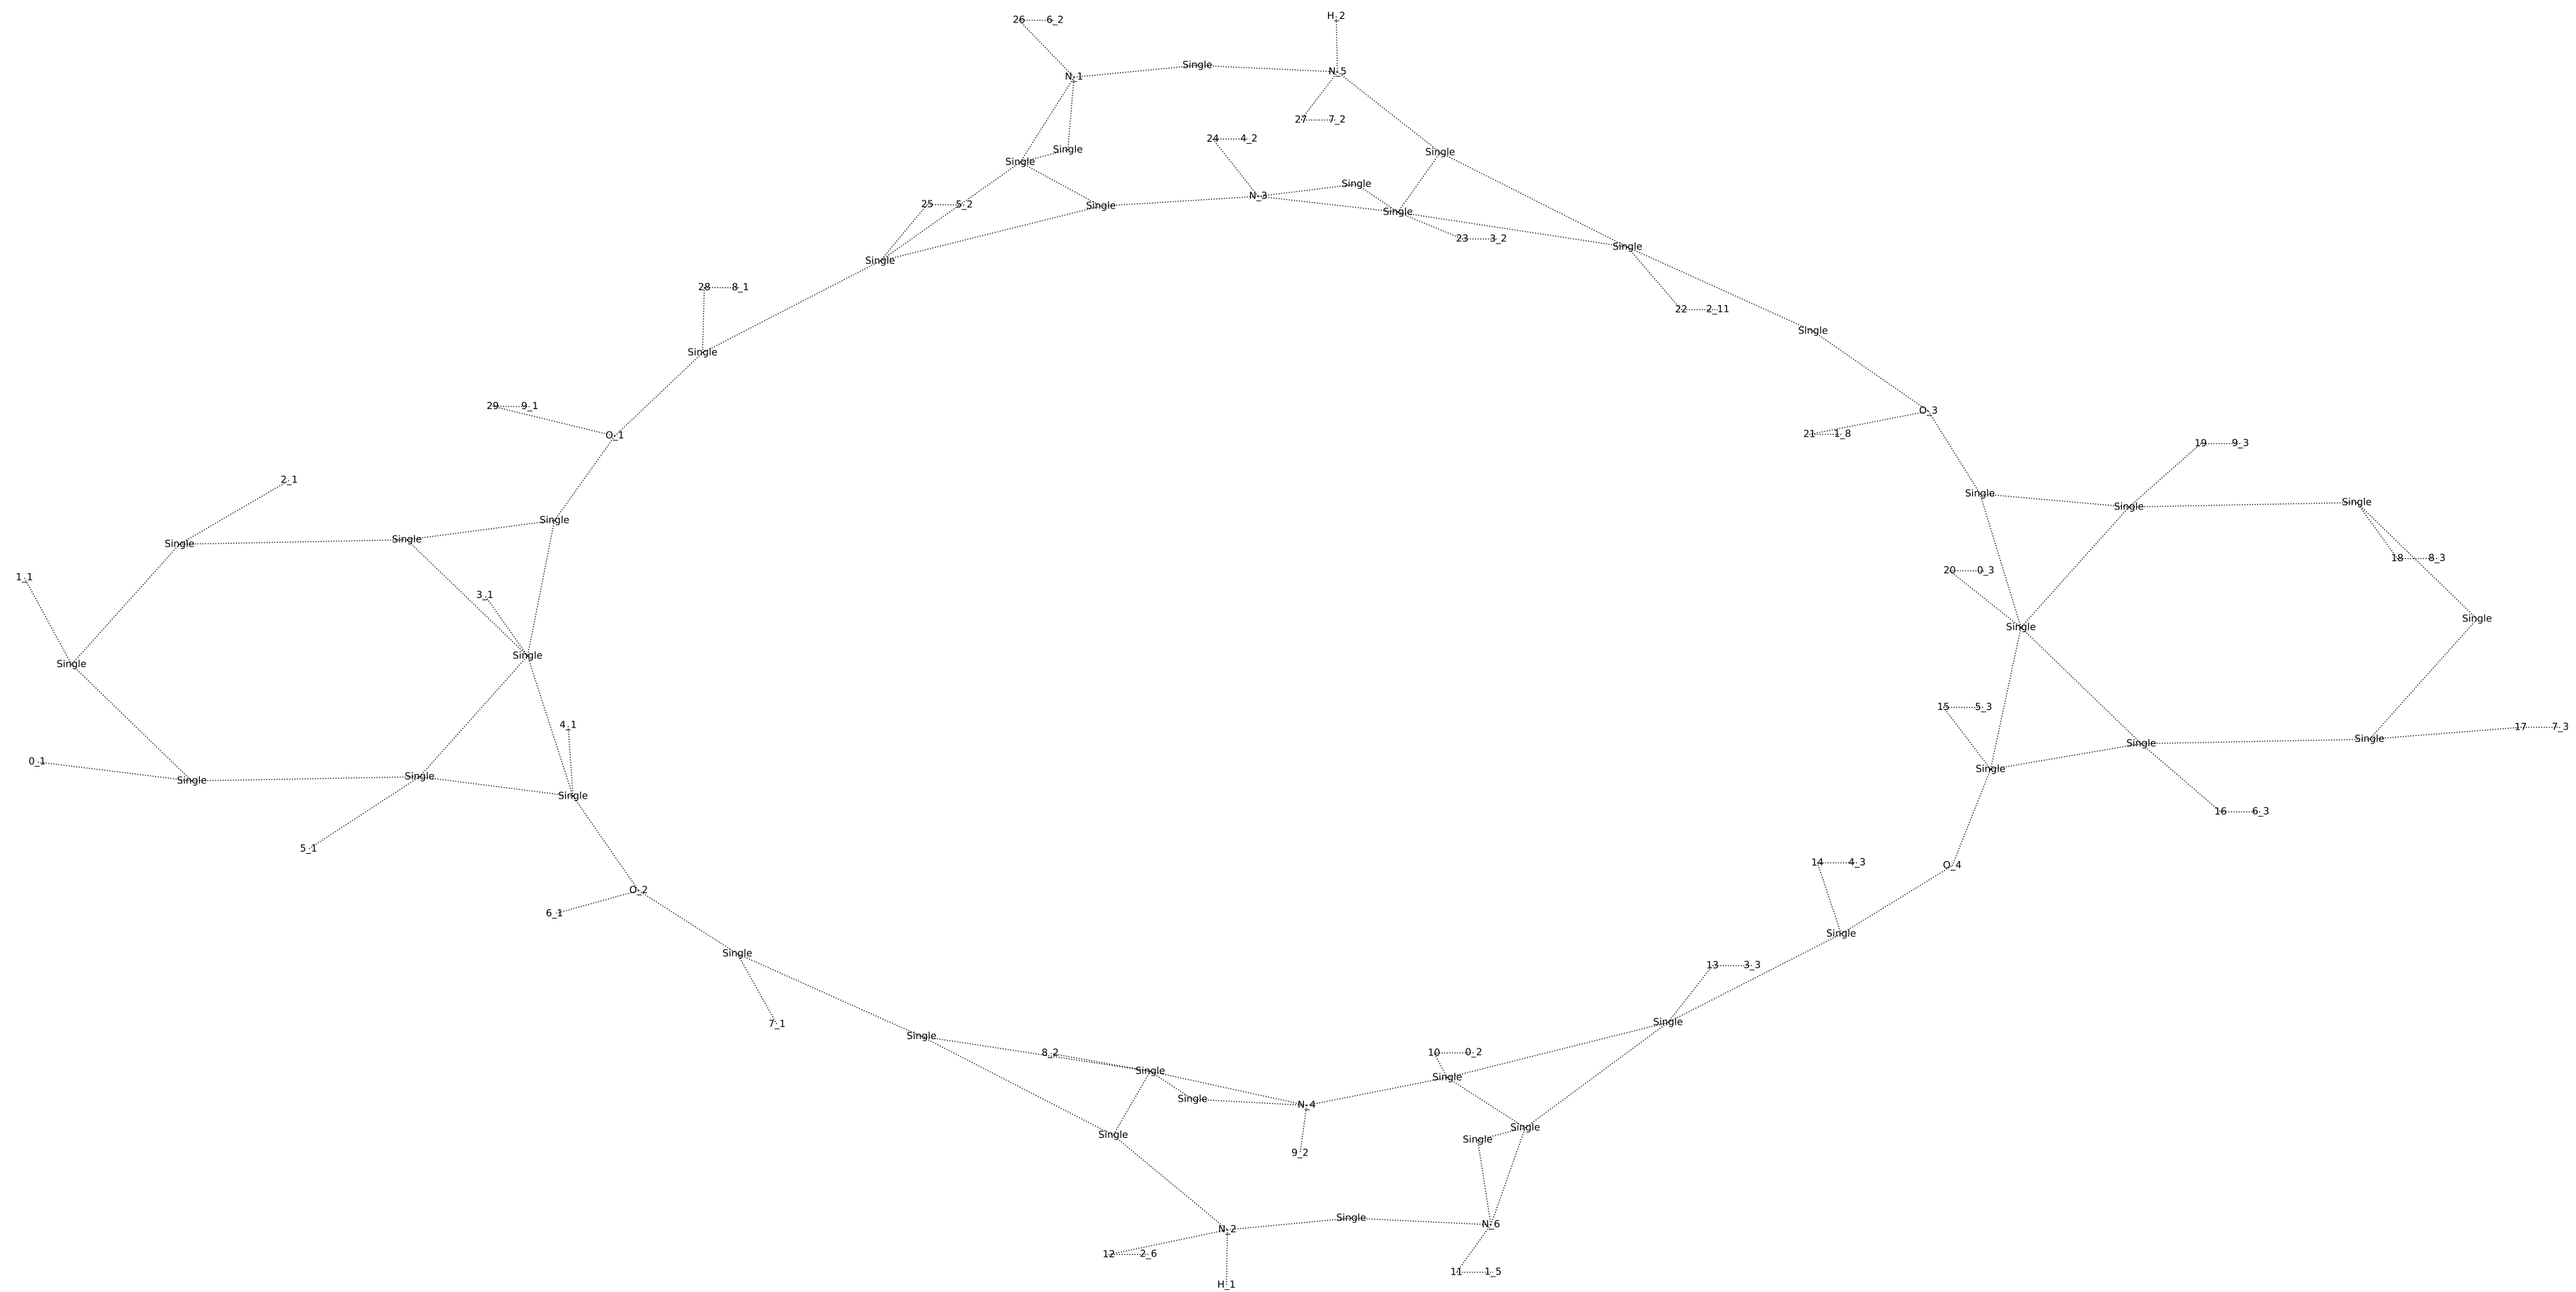 H_2
26 6_2
Single
N_5
N_1
27 7_2
24 4_2
Single
Single
Single
Single
N_3
25 5_2
Single
Single
23 3_2
Single
Single
28 8_1
22 2_11
Single
Single
29 9_1
O_3
21 1_8
O_1
19 9_3
2_1
Single
Single
Single
Single
Single
Single
18 8_3
20 0_3
1_1
3_1
Single
Single
Single
Single
15 5_3
4_1
17 7_3
Single
Single
0_1
Single
Single
Single
Single
16 6_3
5_1
14 4_3
O_4
O_2
6_1
Single
Single
13 3_3
Single
7_1
Single
8_2
10 0_2
Single
Single
Single
N_4
Single
Single
Single
9_2
Single
N_6
N_2
12 2_6
11 1_5
H_1